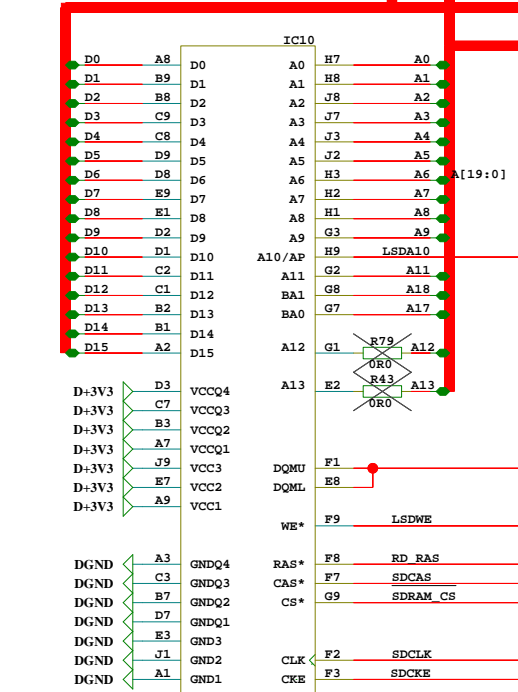 IC10
D0 A8 D0 A0 H7 A0
D1 B9 D1 A1 H8 A1
D2 B8 D2 A2 J8 A2
D3 C9 D3 A3 J7 A3
D4 C8 D4 A4 J3 A4
D5 D9 D5 A5 J2 A5
D6 D8 D6 A6 H3 A6 A[19:0]
D7 E9 D7 A7 H2 A7
D8 E1 D8 A8 H1 A8
D9 D2 D9 A9 G3 A9
D10 D1 D10 A10/AP H9 LSDA10
D11 C2 D11 A11 G2 A11
D12 C1 D12 BA1 G8 A18
D13 B2 D13 BA0 G7 A17
D14 B1 D14
R79
D15 A2 D15 A12 G1 A12
0R0
R43
D+3V3 D3 VCCQ4 A13 E2 A13
0R0
D+3V3 C7 VCCQ3
D+3V3 B3 VCCQ2
D+3V3 A7 VCCQ1
D+3V3 J9 VCC3 DQMU F1
D+3V3 E7 VCC2 DQML E8
D+3V3 A9 VCC1
WE* F9 LSDWE
DGND A3 GNDQ4 RAS* F8 RD_RAS
DGND C3 GNDQ3 CAS* F7 SDCAS
DGND B7 GNDQ2 CS* G9 SDRAM_CS
DGND D7 GNDQ1
DGND E3 GND3
DGND J1 GND2 CLK F2 SDCLK
DGND A1 GND1 CKE F3 SDCKE